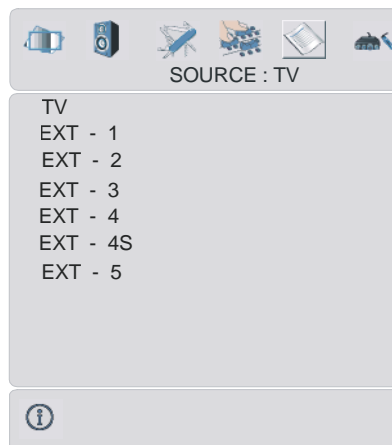 SOURCE : TV
TV
EXT - 1
EXT - 2
EXT - 3
EXT - 4
EXT - 4S
EXT - 5